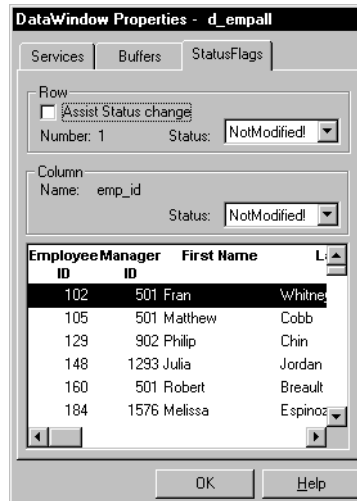 DataWindow Properties - d_empall
Services Buffers StatusFlags
Row
Assist Status change
Number: 1 Status: NotModified!
Column
Name: emp_id
Status: NotModified!
Employee Manager First Name
ID ID
102 501 Fran Whitney
105 501 Matthew Cobb
129 902 Philip Chin
148 1293 Julia Jordan
160 501 Robert Breault
184 1576 Melissa Espinoz
OK Help